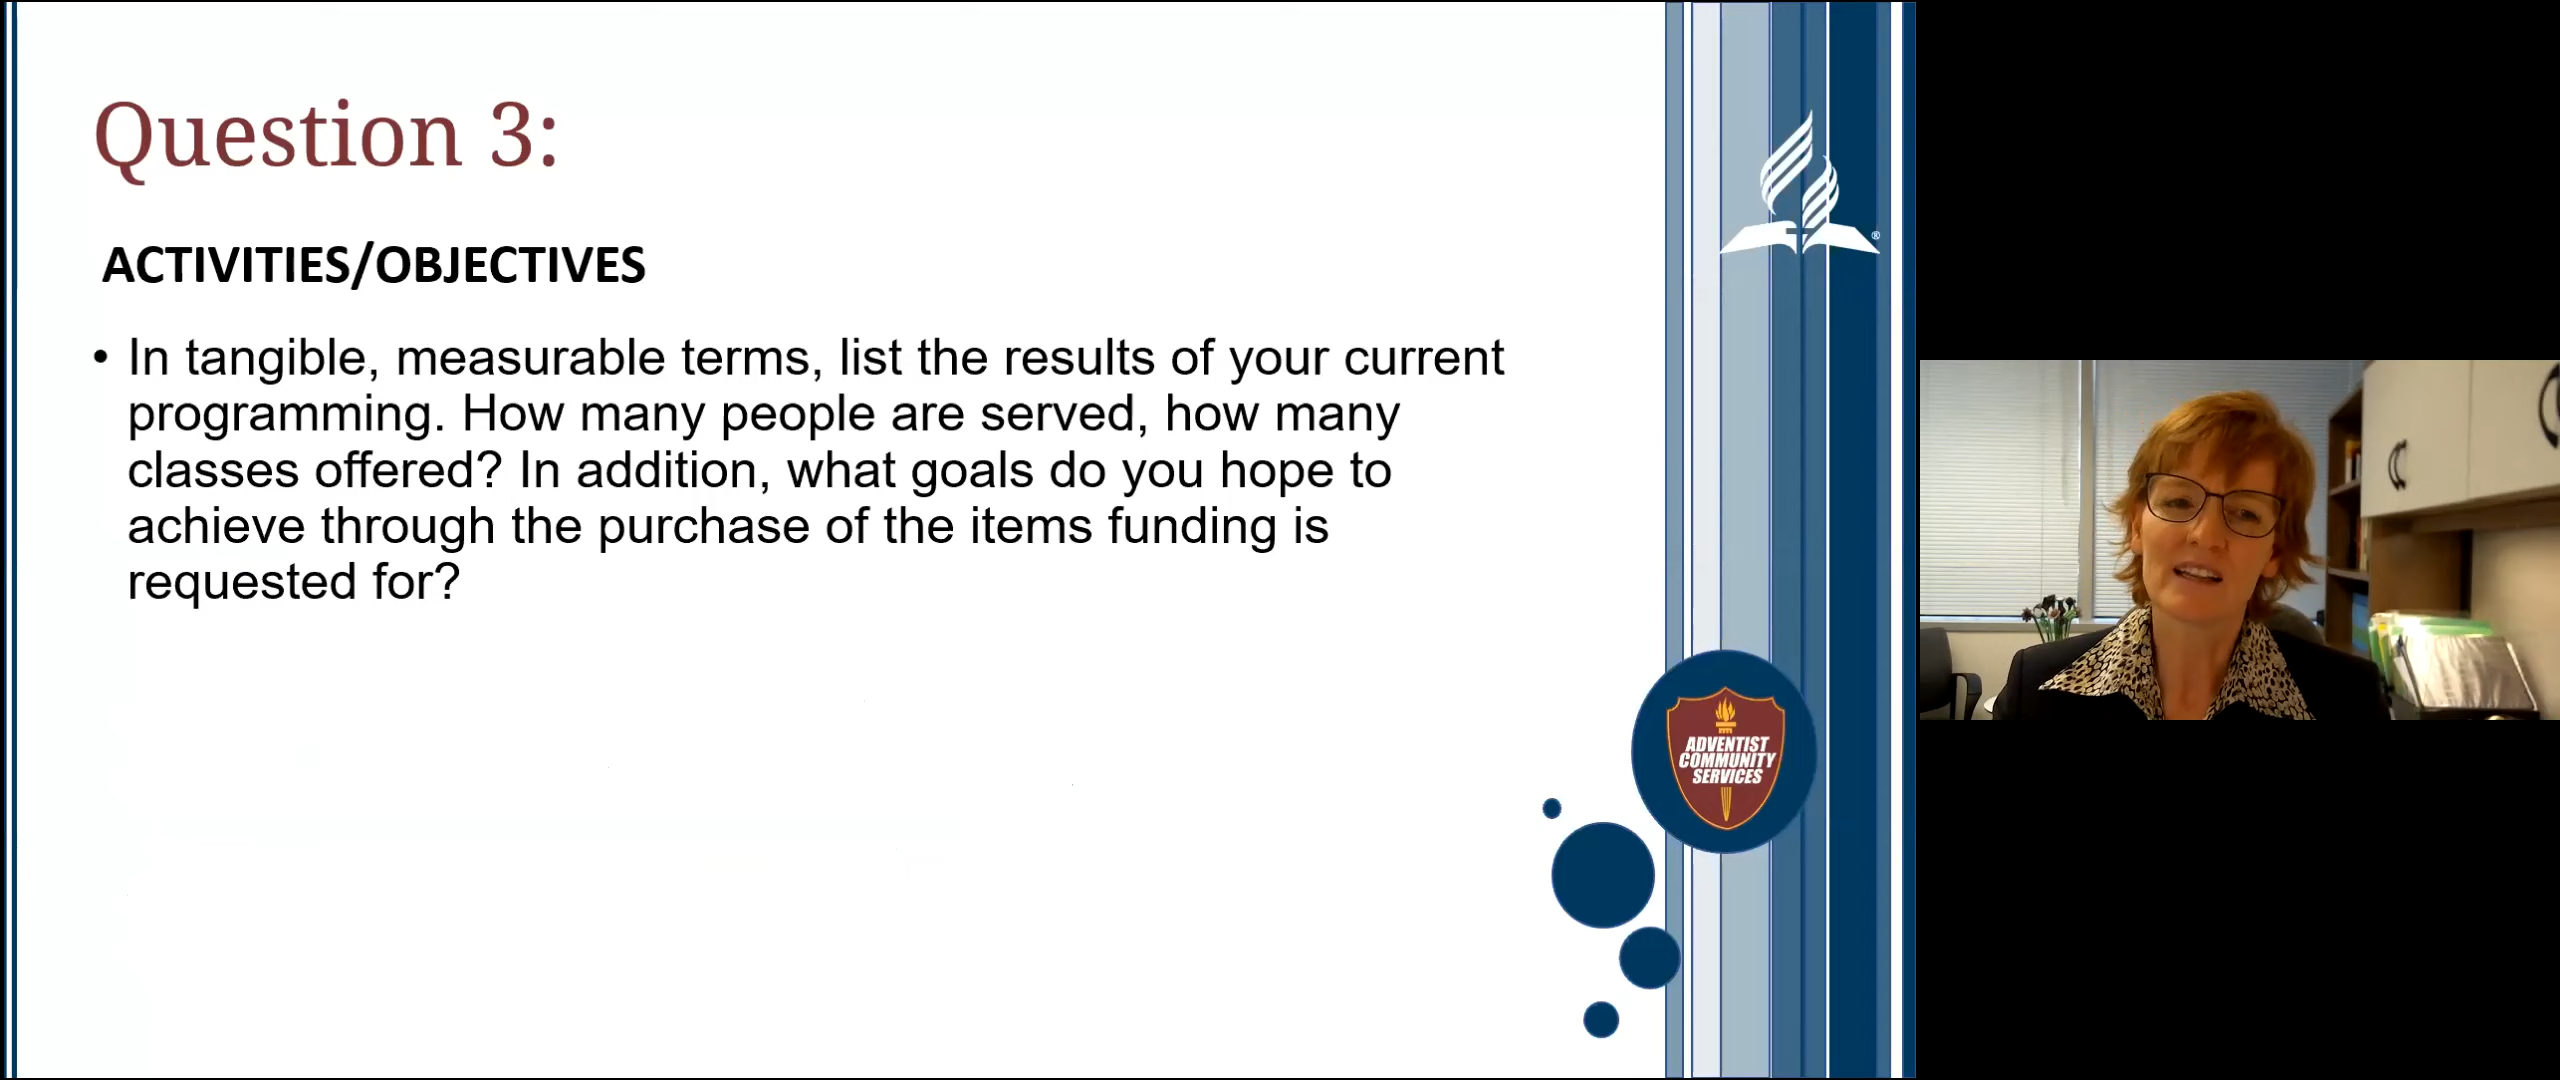 Question 3:
ACTIVITIES/OBJECTIVES
• In tangible, measurable terms, list the results of your current
programming. How many people are served, how many
classes offered? In addition, what goals do you hope to
achieve through the purchase of the items funding is
requested for?
®
ADVENTIST
COMMUNITY
SERVICES